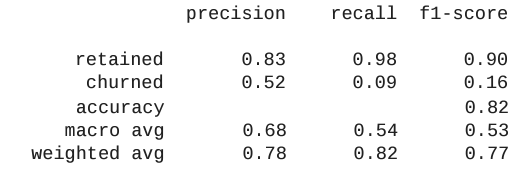 precision recall f1-score
retained 0.83 0.98 0.90
churned 0.52 0.09 0.16
accuracy 0.82
macro avg 0.68 0.54 0.53
weighted avg 0.78 0.82 0.77